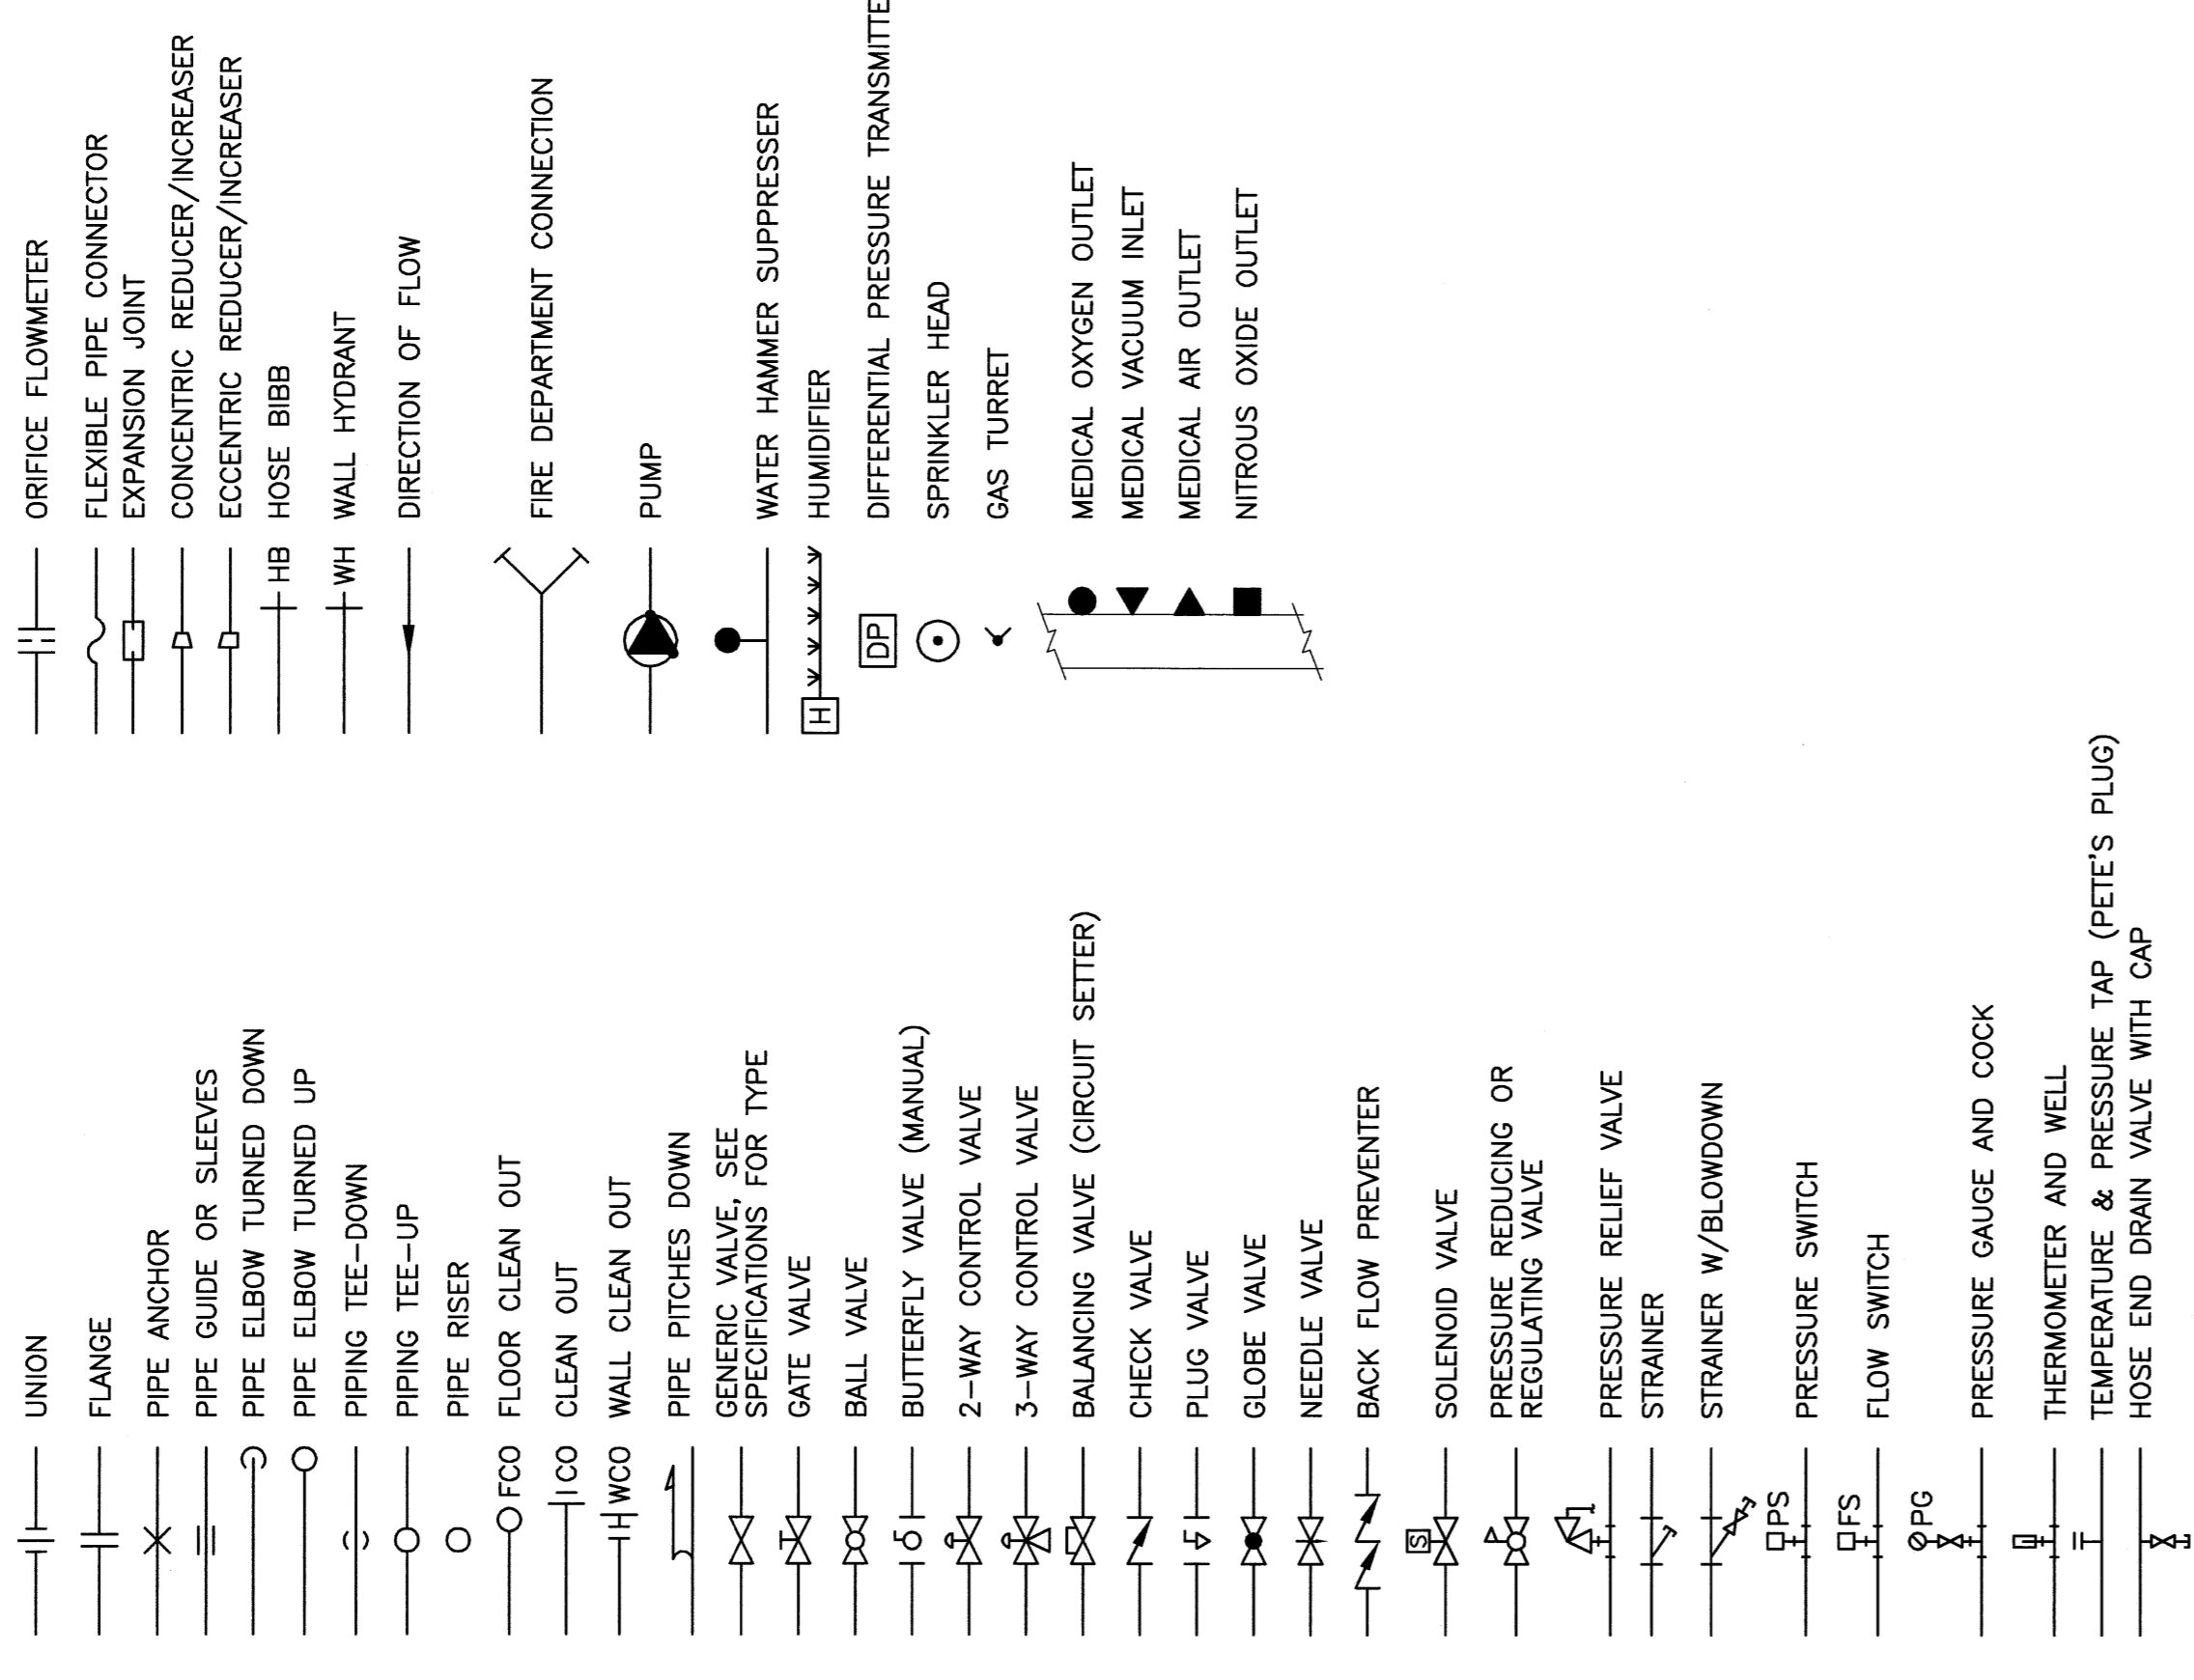 UNION
FLANGE
PIPE ANCHOR
PIPE GUIDE OR SLEEVES
PIPE ELBOW TURNED DOWN
PIPE ELBOW TURNED UP
PIPING TEE-DOWN
PIPING TEE-UP
PIPE RISER
FCO FLOOR CLEAN OUT
CO CLEAN OUT
WCO WALL CLEAN OUT
PIPE PITCHES DOWN
GENERIC VALVE, SEE
SPECIFICATIONS FOR TYPE
GATE VALVE
BALL VALVE
BUTTERFLY VALVE (MANUAL)
2-WAY CONTROL VALVE
3-WAY CONTROL VALVE
BALANCING VALVE (CIRCUIT SETTER)
CHECK VALVE
PLUG VALVE
GLOBE VALVE
NEEDLE VALVE
BACK FLOW PREVENTER
S SOLENOID VALVE
PRESSURE REDUCING OR
REGULATING VALVE
PRESSURE RELIEF VALVE
STRAINER
STRAINER W/BLOWDOWN
PS PRESSURE SWITCH
FS FLOW SWITCH
PG PRESSURE GAUGE AND COCK
THERMOMETER AND WELL
TEMPERATURE & PRESSURE TAP (PETE'S PLUG)
HOSE END DRAIN VALVE WITH CAP
ORIFICE FLOWMETER
FLEXIBLE PIPE CONNECTOR
EXPANSION JOINT
CONCENTRIC REDUCER/INCREASER
ECCENTRIC REDUCER/INCREASER
HB HOSE BIBB
WH WALL HYDRANT
DIRECTION OF FLOW
FIRE DEPARTMENT CONNECTION
PUMP
WATER HAMMER SUPPRESSER
H HUMIDIFIER
DP DIFFERENTIAL PRESSURE TRANSMITTE
SPRINKLER HEAD
GAS TURRET
MEDICAL OXYGEN OUTLET
MEDICAL VACUUM INLET
MEDICAL AIR OUTLET
NITROUS OXIDE OUTLET